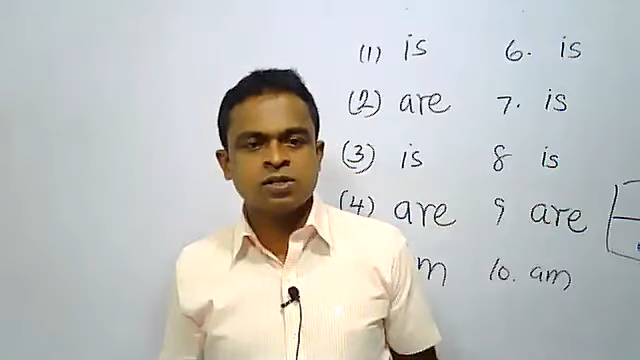 (1) is
(2) are
(3) is
(4) are
6. is
7. is
8 is
9 are
10. am